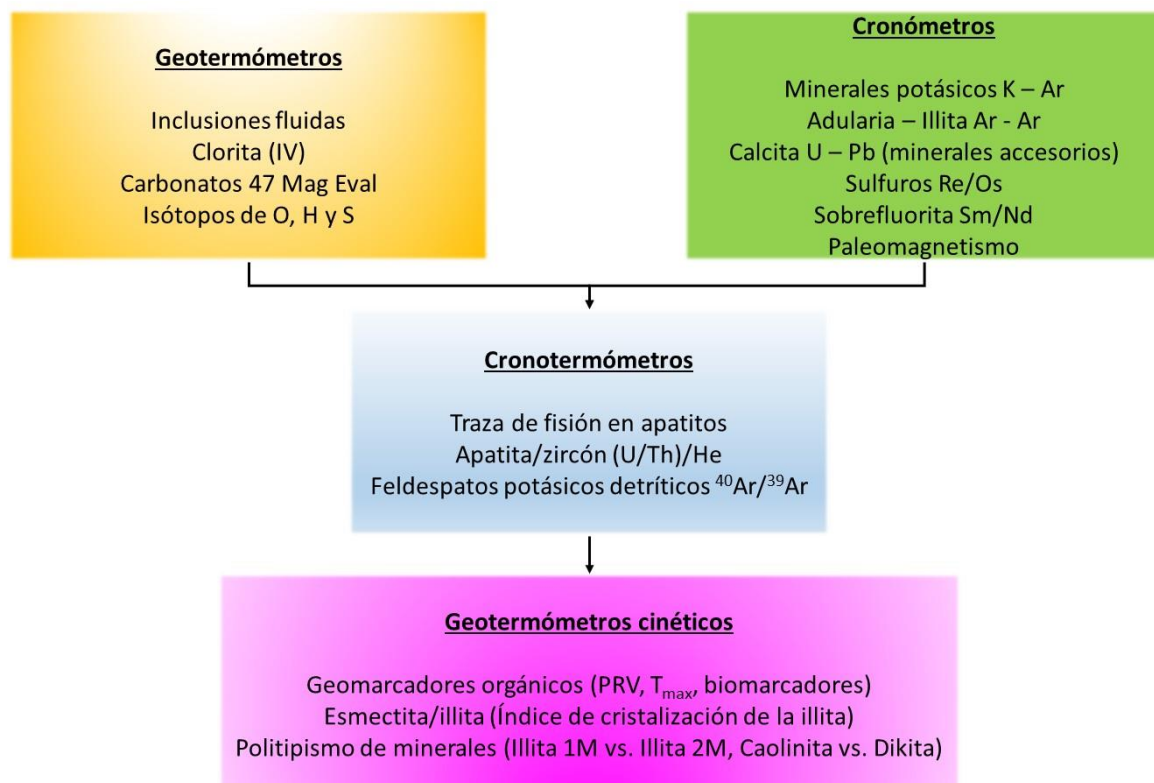 Geotermómetros
Inclusiones fluidas
Clorita (IV)
Carbonatos 47 Mag Eval
Isótopos de O, H y S
Cronómetros
Minerales potásicos K – Ar
Adularia – Illita Ar - Ar
Calcita U – Pb (minerales accesorios)
Sulfuros Re/Os
Sobrefluorita Sm/Nd
Paleomagnetismo
Cronotermómetros
Traza de fisión en apatitos
Apatita/zircón (U/Th)/He
Feldespatos potásicos detríticos ⁴⁰Ar/³⁹Ar
Geotermómetros cinéticos
Geomarcadores orgánicos (PRV, Tmax, biomarcadores)
Esmectita/illita (Índice de cristalización de la illita)
Politipismo de minerales (Illita 1M vs. Illita 2M, Caolinita vs. Dikita)